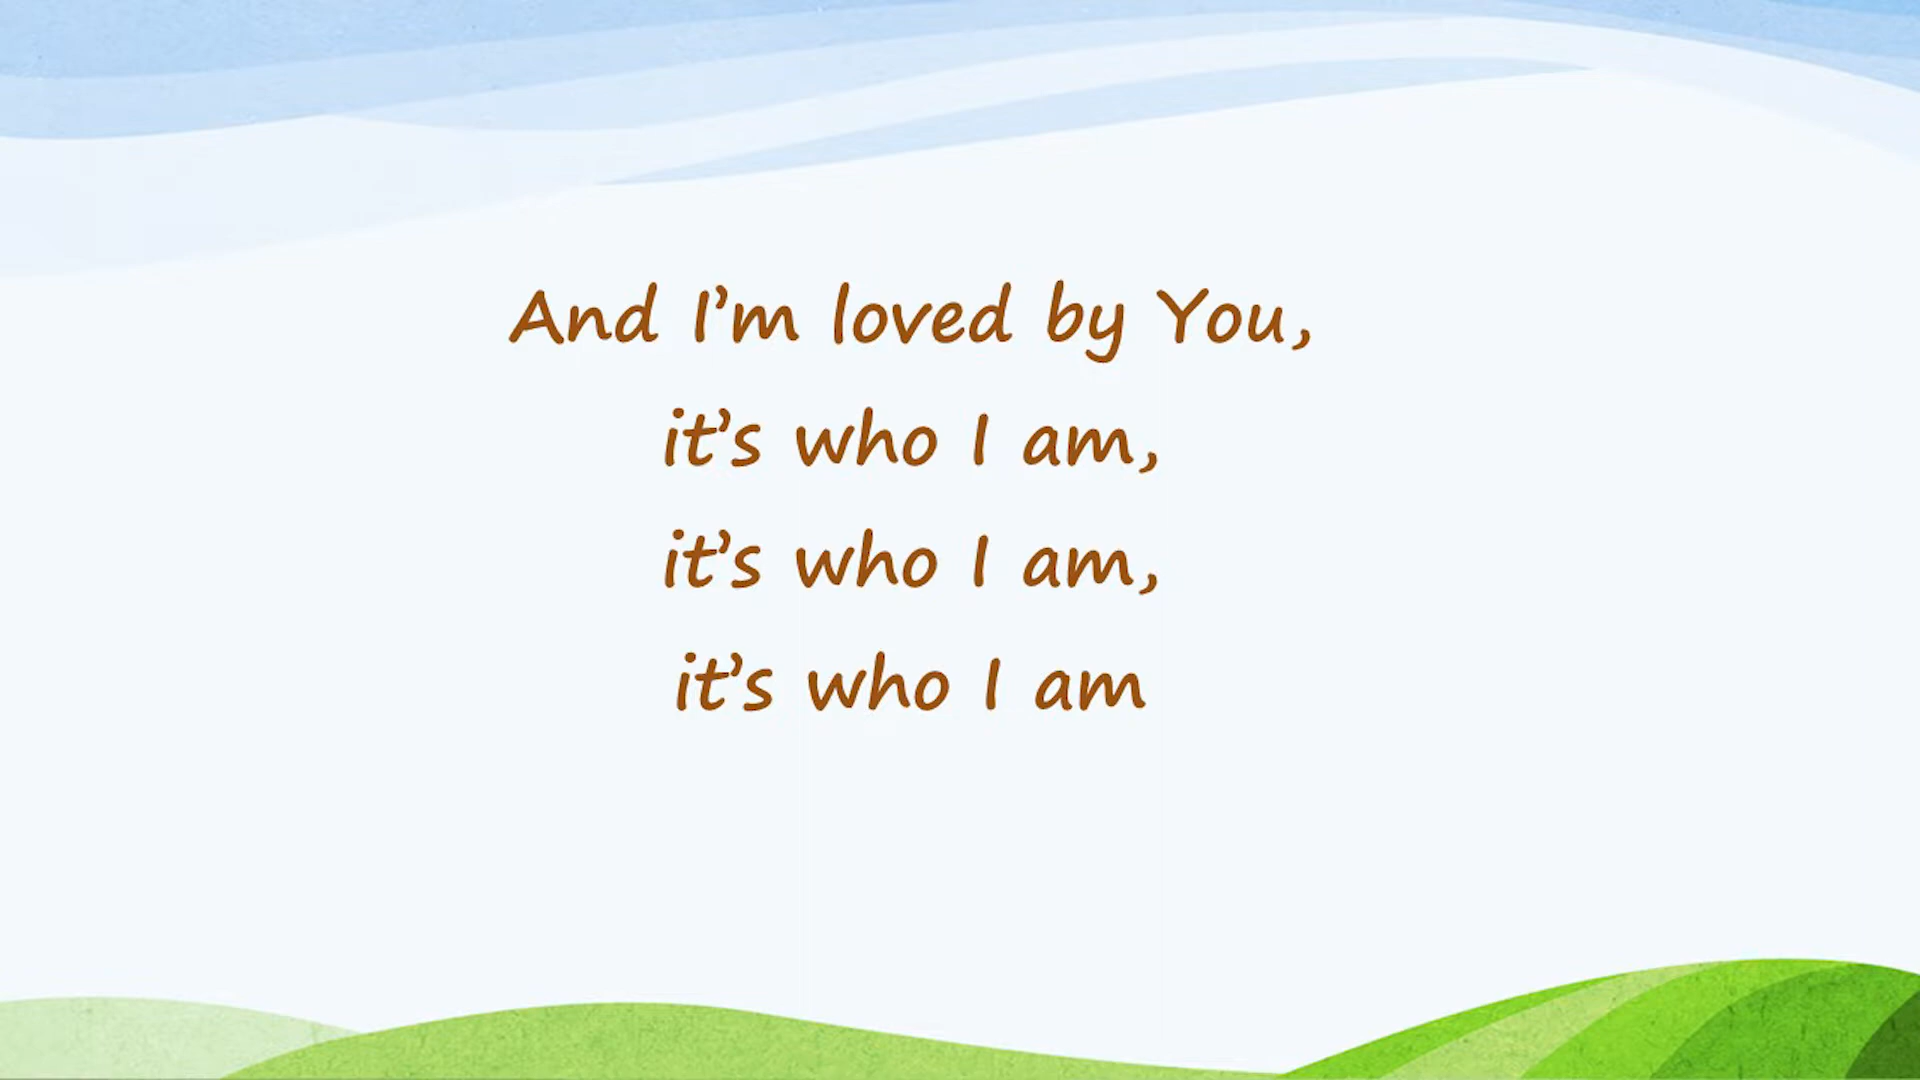 And I’m loved by You,
it’s who I am,
it’s who I am,
it’s who I am